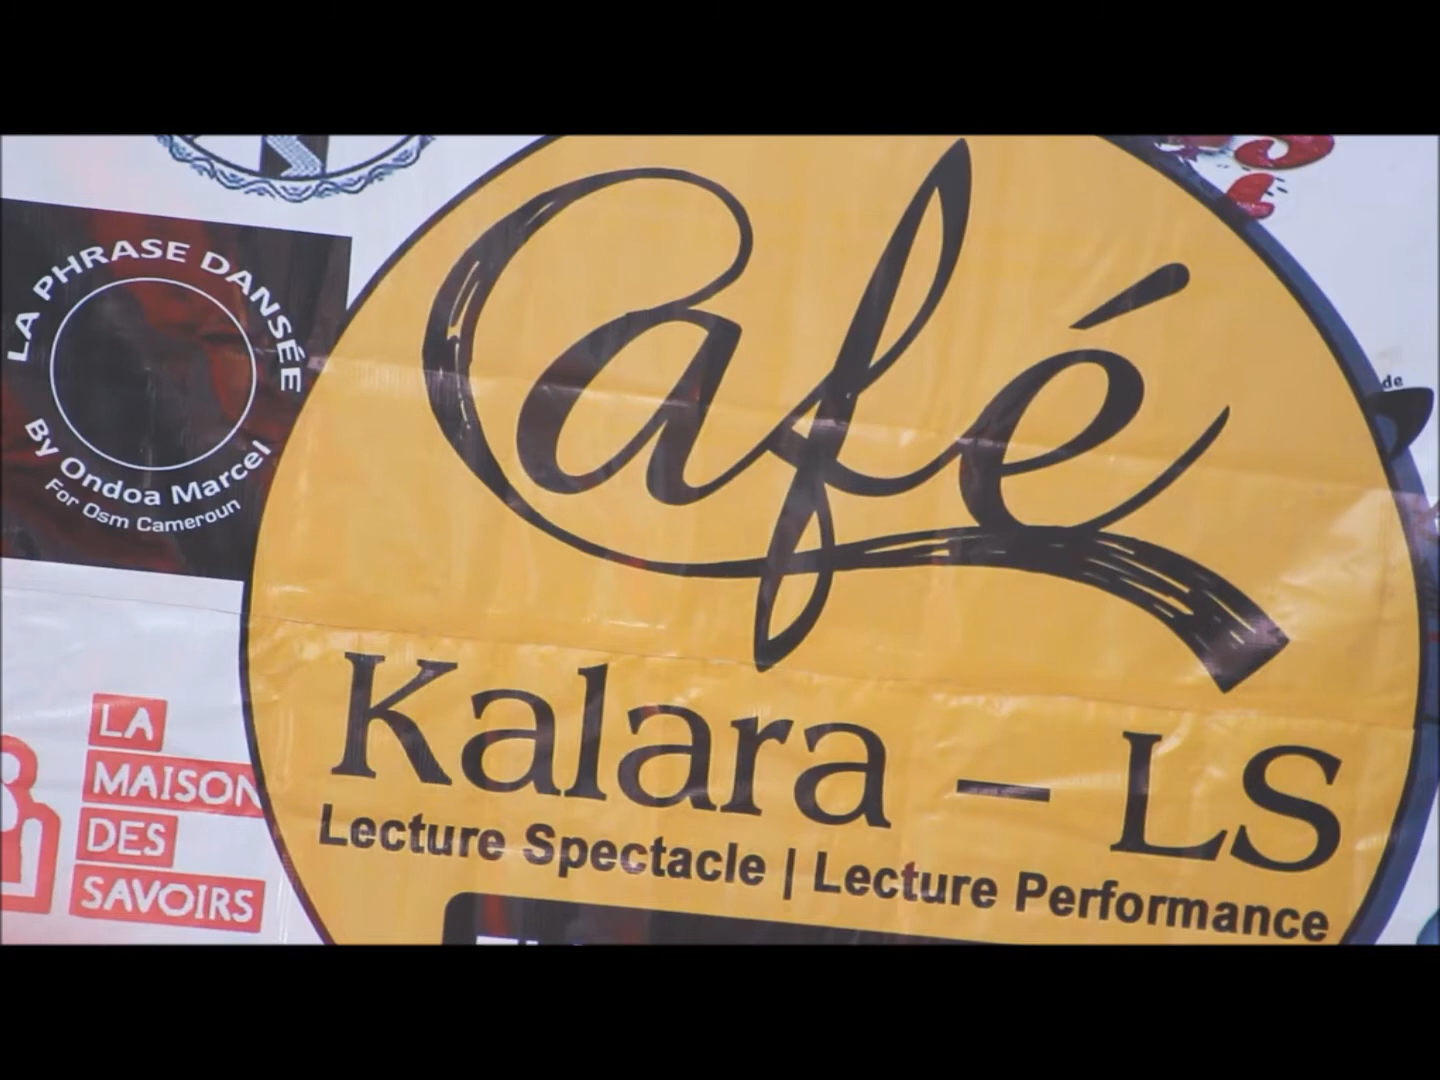 LA PHRASE DANSÉE
By Ondoa Marcel
For Osm Cameroun
Café
Kalara – LS
Lecture Spectacle | Lecture Performance
LA
MAISON
DES
SAVOIRS
de